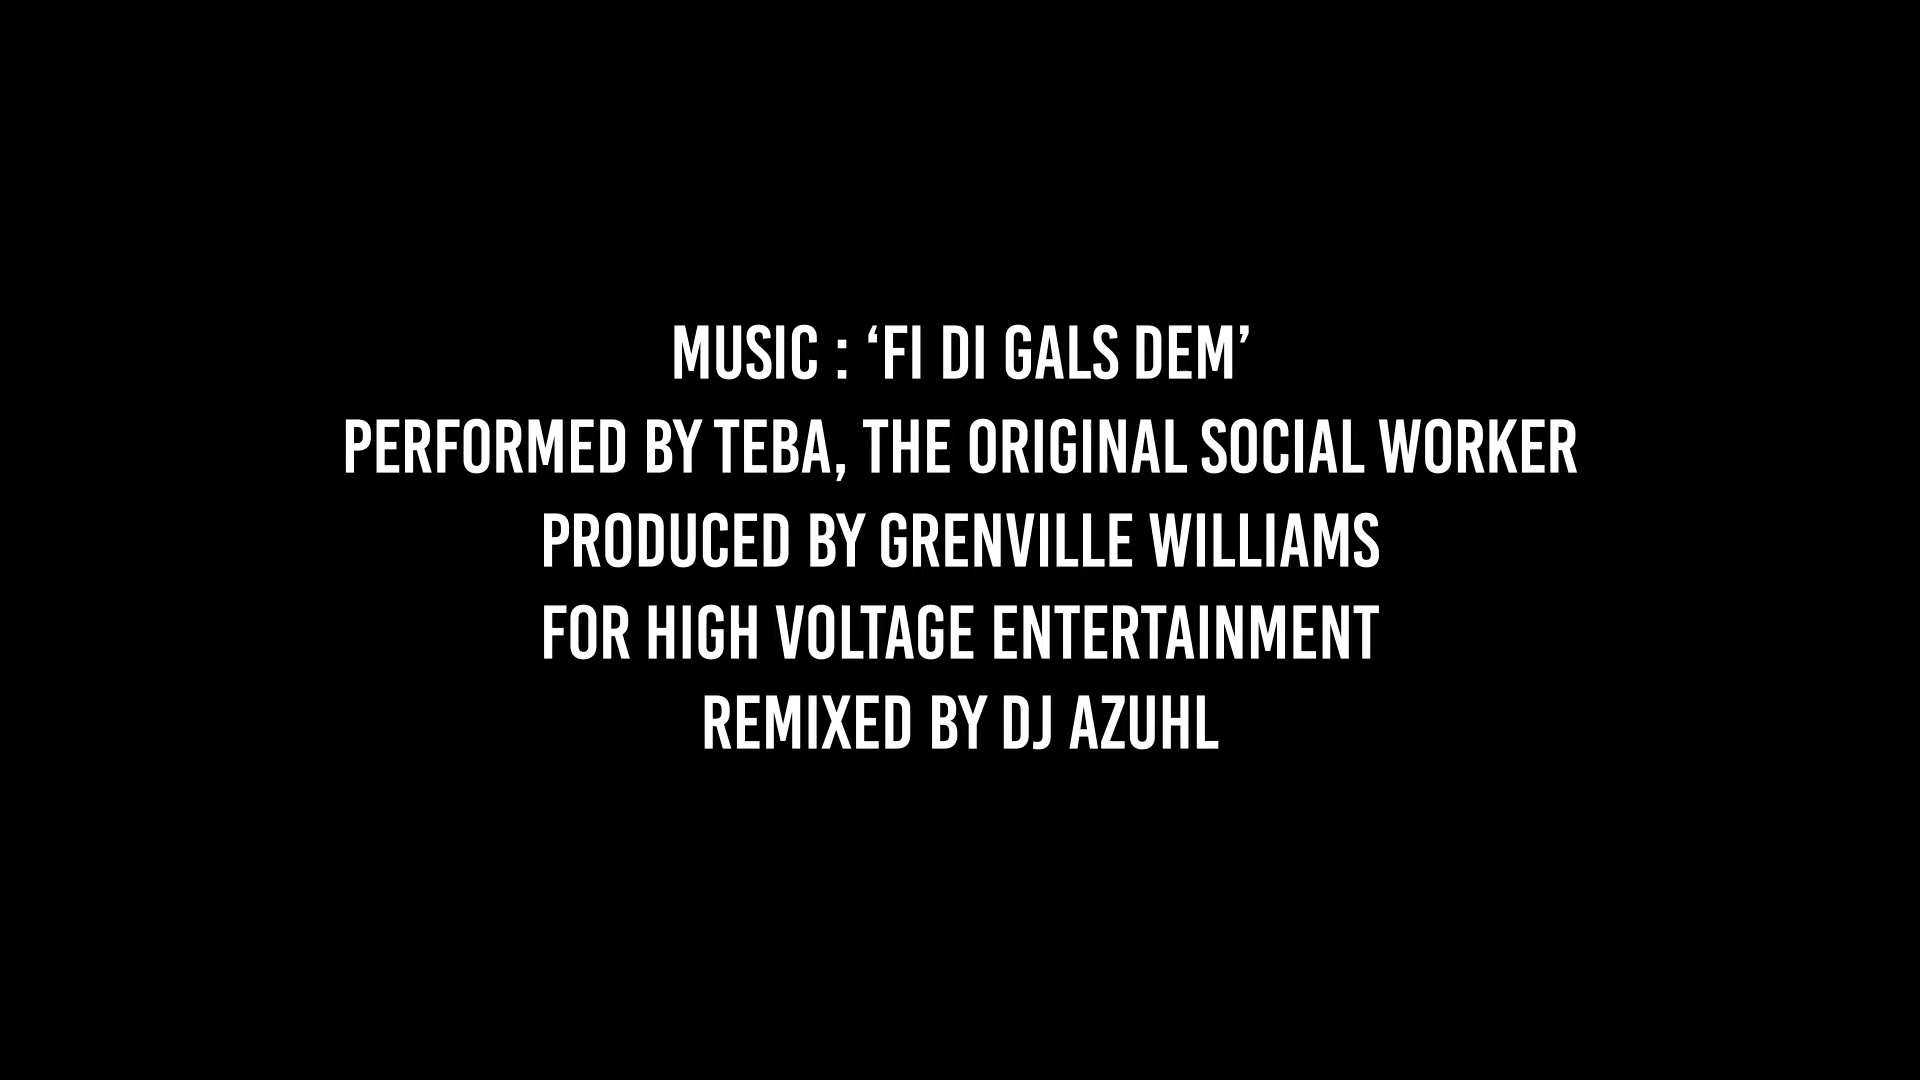 MUSIC : ‘FI DI GALS DEM’
PERFORMED BY TEBA, THE ORIGINAL SOCIAL WORKER
PRODUCED BY GRENVILLE WILLIAMS
FOR HIGH VOLTAGE ENTERTAINMENT
REMIXED BY DJ AZUHL